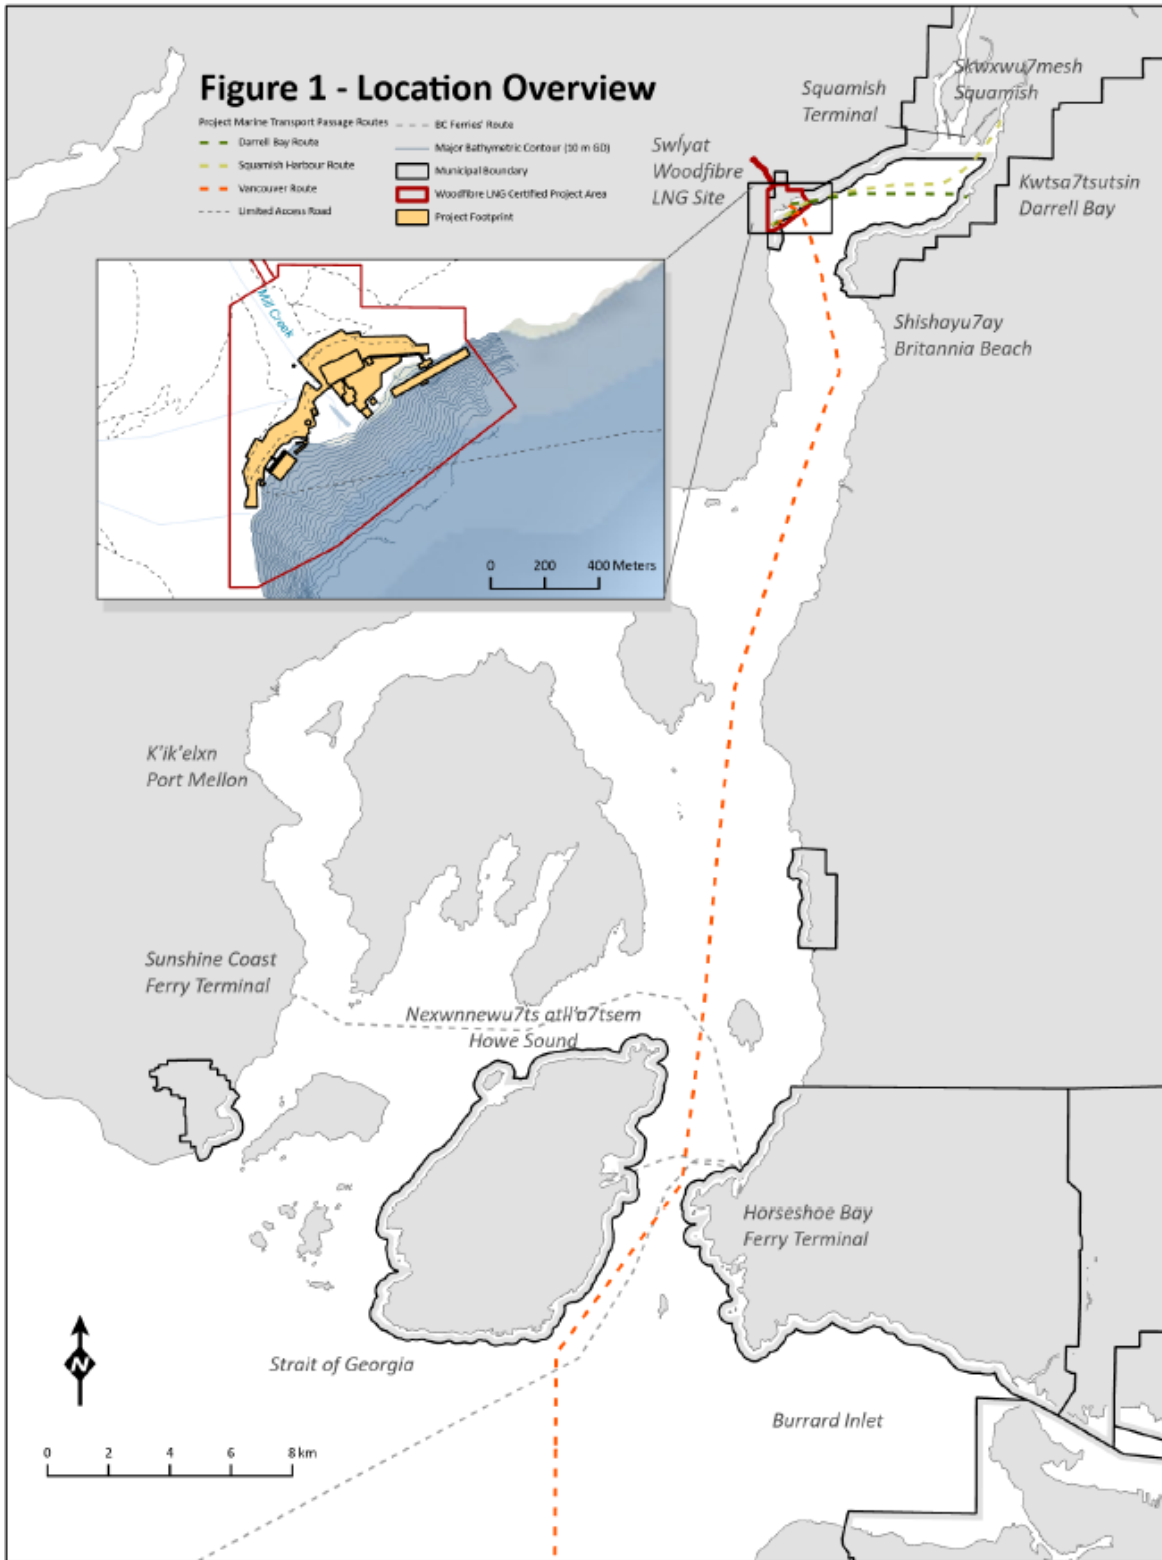 Figure 1 - Location Overview
Project Marine Transport Passage Routes
Darrell Bay Route
Squamish Harbour Route
Vancouver Route
Limited Access Road
BC Ferries' Route
Major Bathymetric Contour (10 m GD)
Municipal Boundary
Woodfibre LNG Certified Project Area
Project Footprint
Skwxwu7mesh
Squamish
Squamish
Terminal
Swİyat
Woodfibre
LNG Site
Kwtsa7tsutsin
Darrell Bay
Shishayu7ay
Britannia Beach
Mill Creek
0 200 400 Meters
K'ik'elxn
Port Mellon
Sunshine Coast
Ferry Terminal
Nexwnnewu7ts atll'a7tsem
Howe Sound
Horseshoe Bay
Ferry Terminal
Strait of Georgia
Burrard Inlet
N
0 2 4 6 8 km